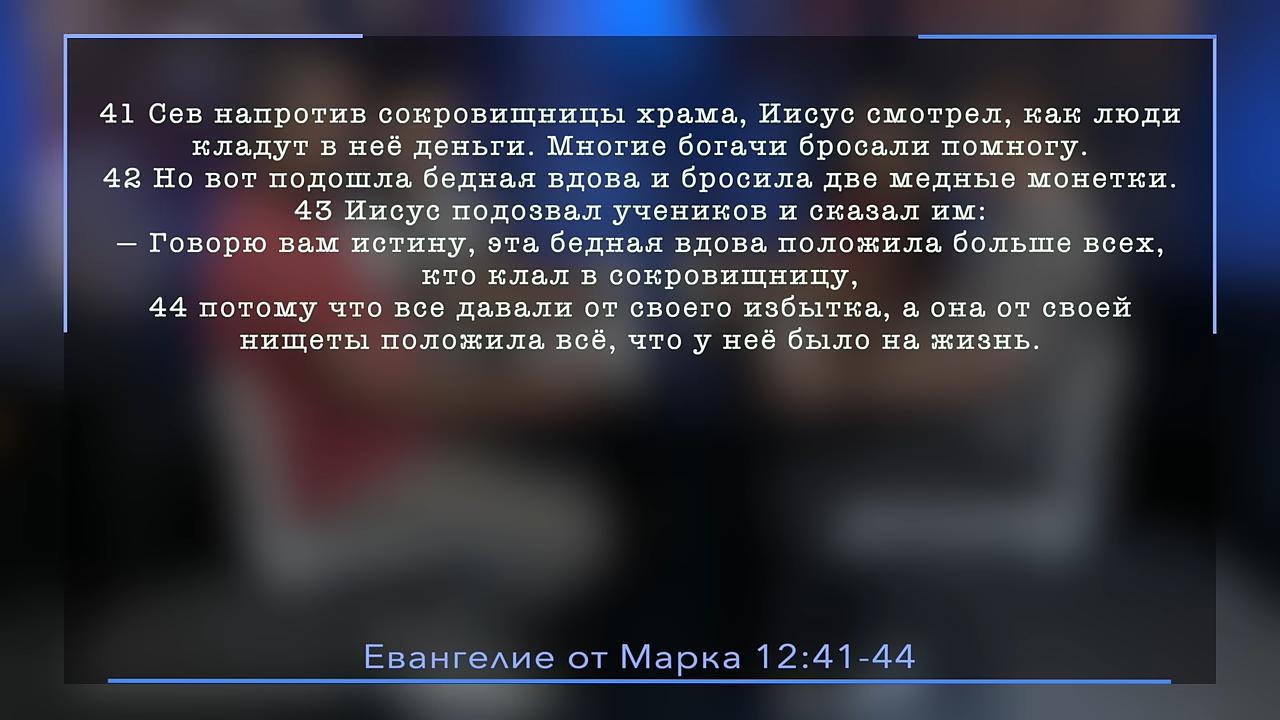 41 Сев напротив сокровищницы храма, Иисус смотрел, как люди
кладут в неё деньги. Многие богачи бросали помногу.
42 Но вот подошла бедная вдова и бросила две медные монетки.
43 Иисус подозвал учеников и сказал им:
— Говорю вам истину, эта бедная вдова положила больше всех,
кто клал в сокровищницу,
44 потому что все давали от своего избытка, а она от своей
нищеты положила всё, что у неё было на жизнь.
Евангелие от Марка 12:41-44